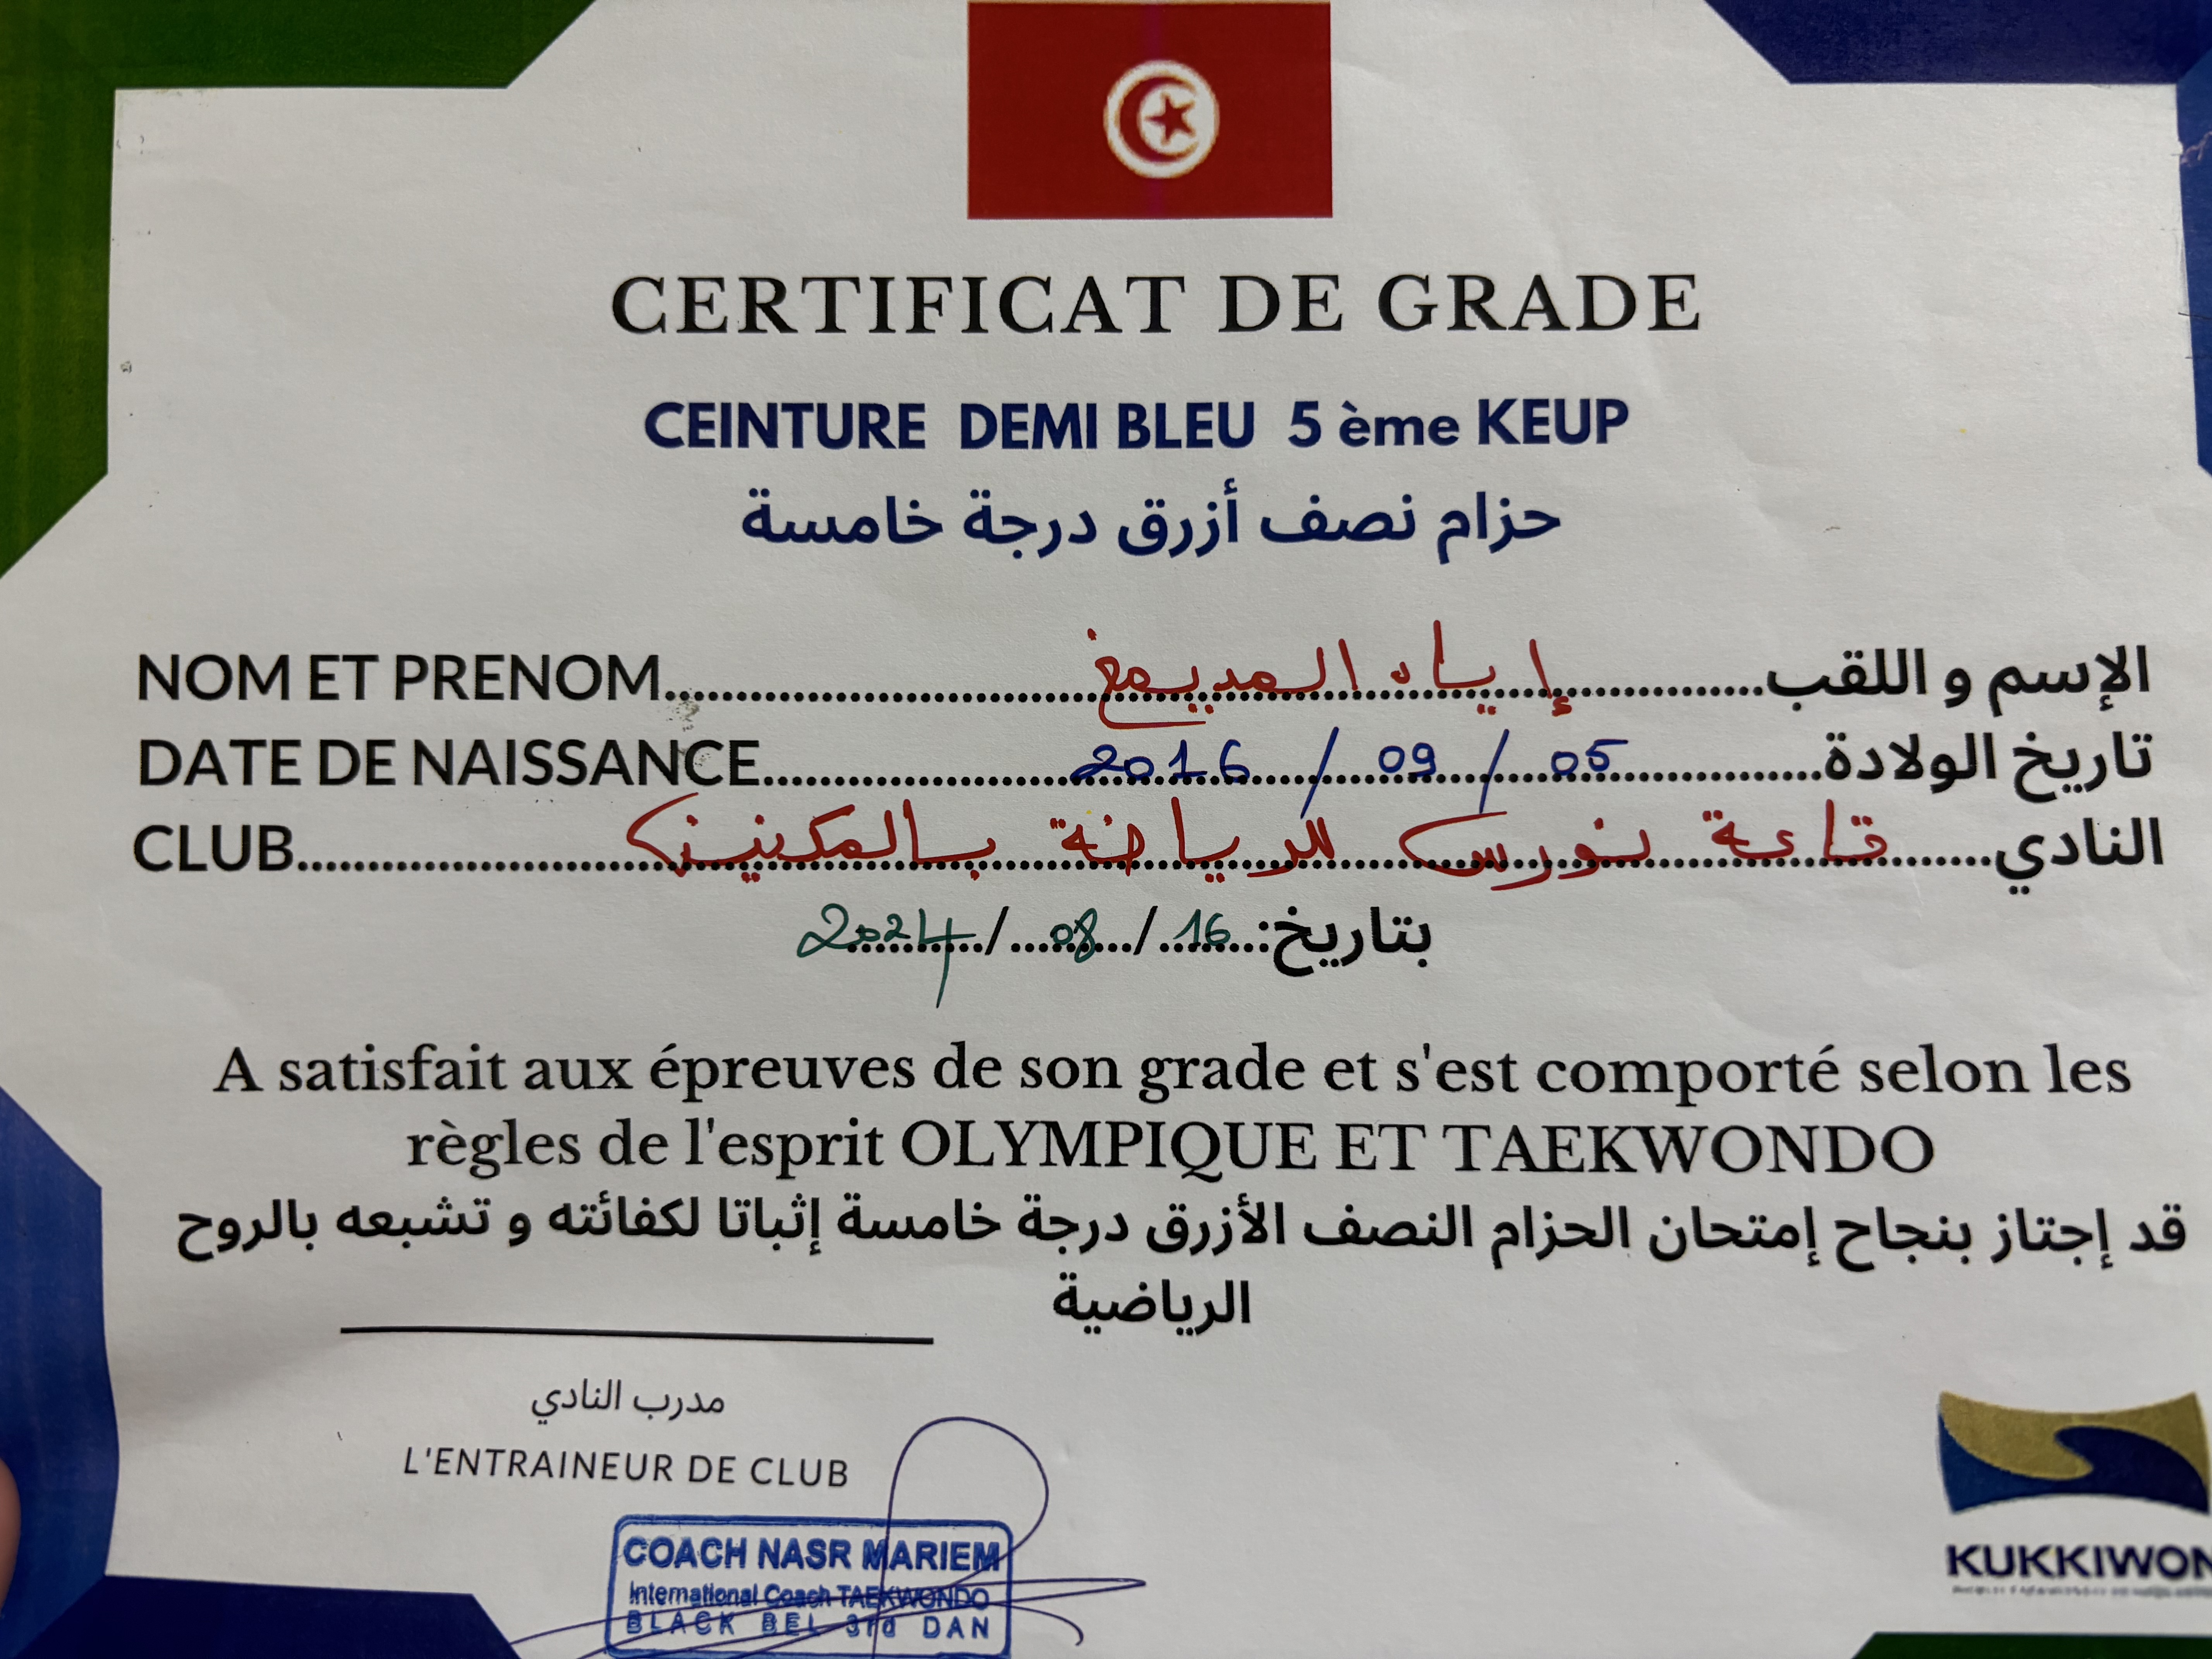 CERTIFICAT DE GRADE
CEINTURE DEMI BLEU 5 ème KEUP
حزام نصف أزرق درجة خامسة
NOM ET PRENOM..........إياد المديمغ..........الإسم و اللقب
DATE DE NAISSANCE..........2016 / 09 / 05..........تاريخ الولادة
CLUB..........قاعة نورس للرياضة بالمكنين..........النادي
بتاريخ: 16 / 08 / 2024
A satisfait aux épreuves de son grade et s'est comporté selon les
règles de l'esprit OLYMPIQUE ET TAEKWONDO
قد إجتاز بنجاح إمتحان الحزام النصف الأزرق درجة خامسة إثباتا لكفائته و تشبعه بالروح
الرياضية
مدرب النادي
L'ENTRAINEUR DE CLUB
COACH NASR MARIEM
International Coach TAEKWONDO
BLACK BEL 3rd DAN
KUKKIWON